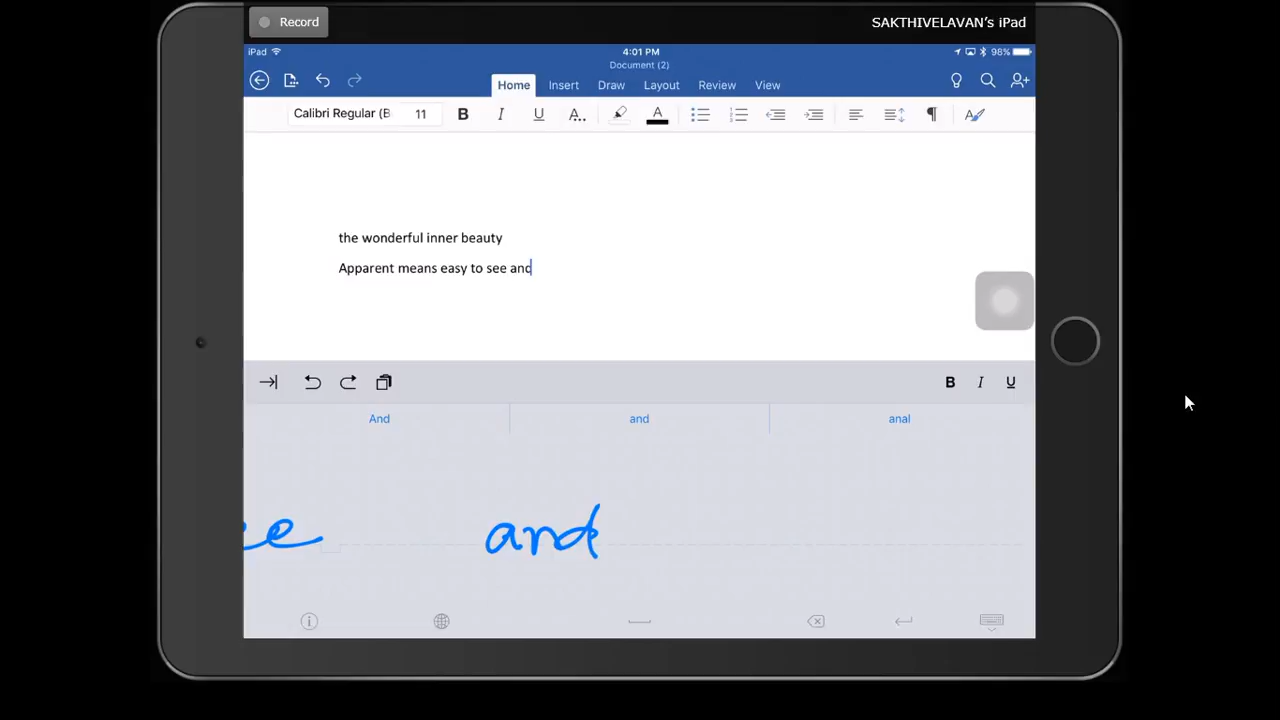 Record
SAKTHIVELAVAN's iPad
iPad 4:01 PM 98%
Document (2)
Home Insert Draw Layout Review View
Calibri Regular (B 11 B I U A..  A
the wonderful inner beauty
Apparent means easy to see and
B I U
And and anal
ee and